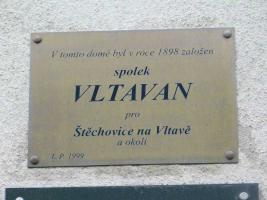 V tomto domě byl v roce 1898 založen
spolek
VLTAVAN
pro
Štěchovice na Vltavě
a okolí
L. P. 1999